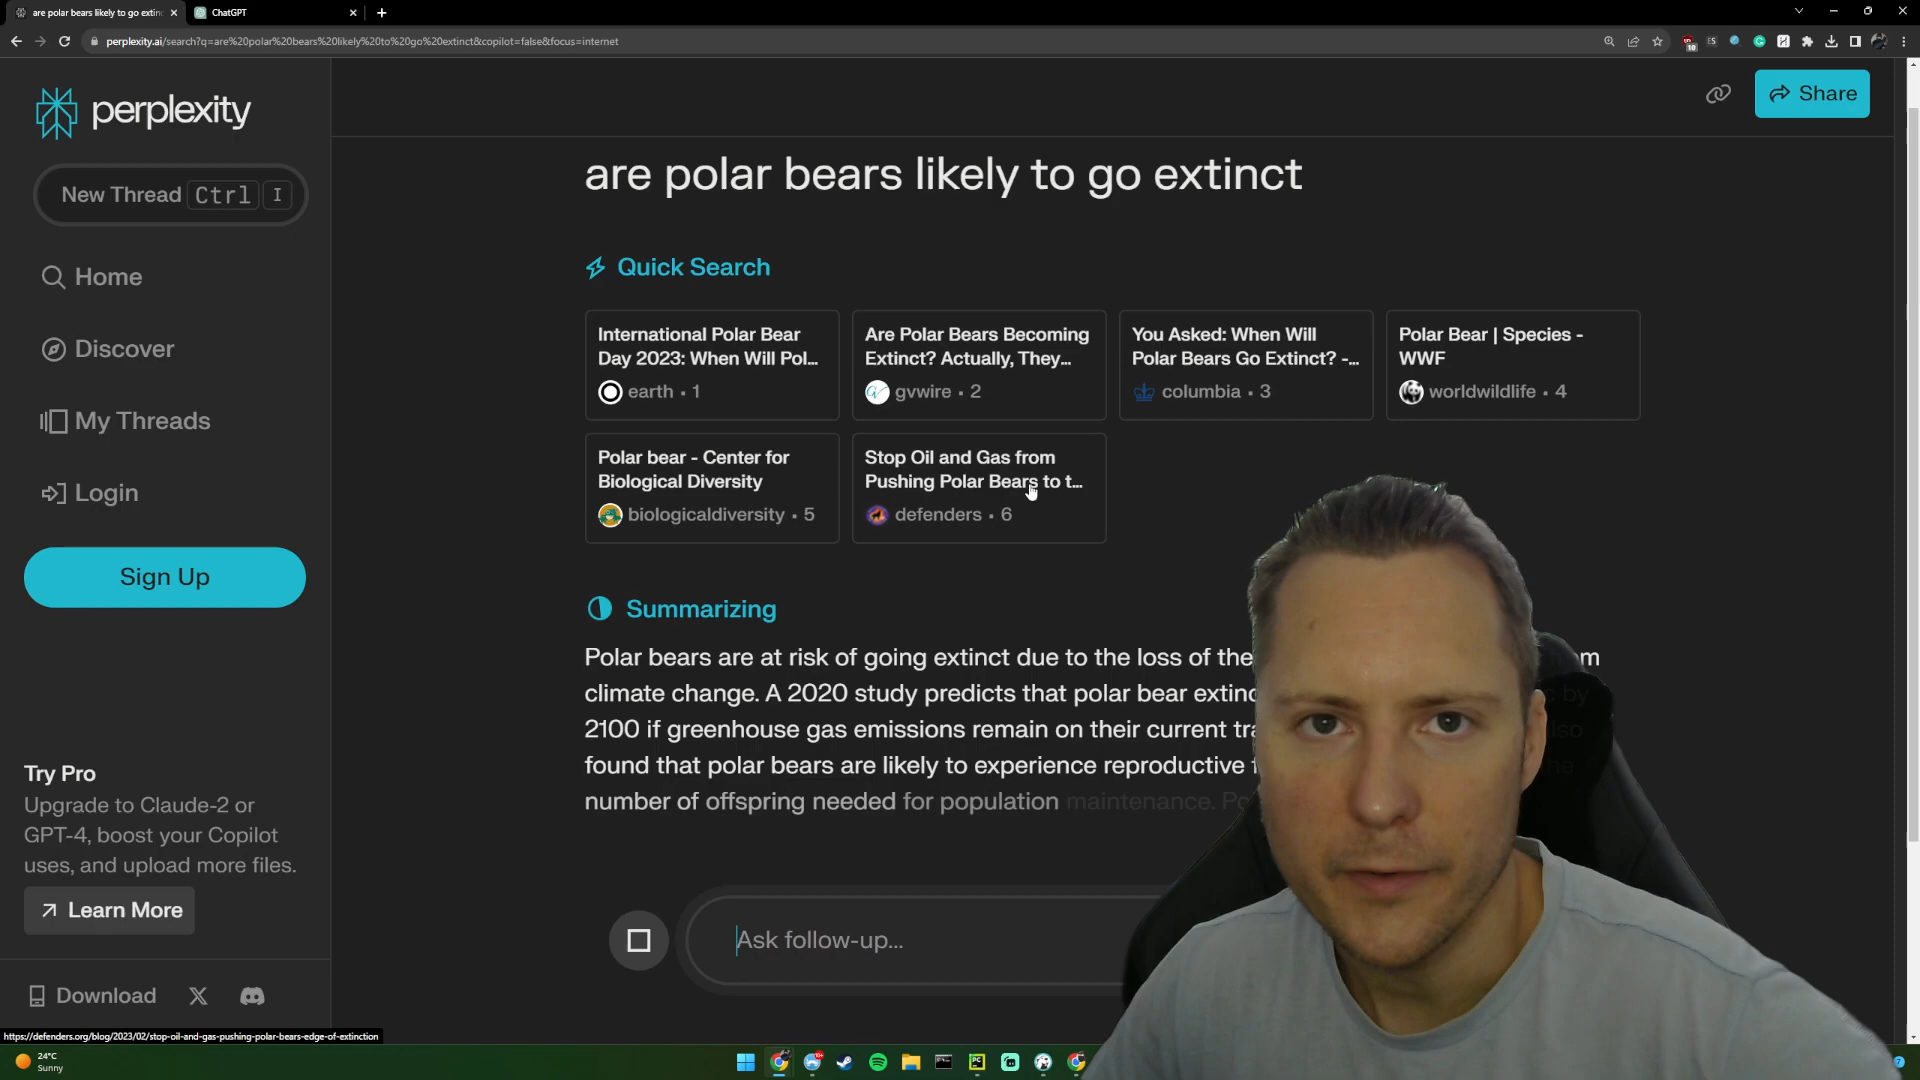 are polar bears likely to go extinc
ChatGPT
perplexity.ai/search?q=are%20polar%20bears%20likely%20to%20go%20extinct&copilot=false&focus=internet
10
perplexity
Share
New Thread Ctrl I
are polar bears likely to go extinct
Home
Quick Search
Discover
International Polar Bear
Day 2023: When Will Pol...
earth • 1
Are Polar Bears Becoming
Extinct? Actually, They...
gvwire • 2
You Asked: When Will
Polar Bears Go Extinct? -...
columbia • 3
Polar Bear | Species -
WWF
worldwildlife • 4
My Threads
Polar bear - Center for
Biological Diversity
biologicaldiversity • 5
Stop Oil and Gas from
Pushing Polar Bears to t...
defenders • 6
Login
Sign Up
Summarizing
Polar bears are at risk of going extinct due to the loss of the
climate change. A 2020 study predicts that polar bear extinc by
2100 if greenhouse gas emissions remain on their current tra also
found that polar bears are likely to experience reproductive f the
number of offspring needed for population maintenance. Po
Try Pro
Upgrade to Claude-2 or
GPT-4, boost your Copilot
uses, and upload more files.
Learn More
Ask follow-up...
Download
https://defenders.org/blog/2023/02/stop-oil-and-gas-pushing-polar-bears-edge-of-extinction
24°C
Sunny